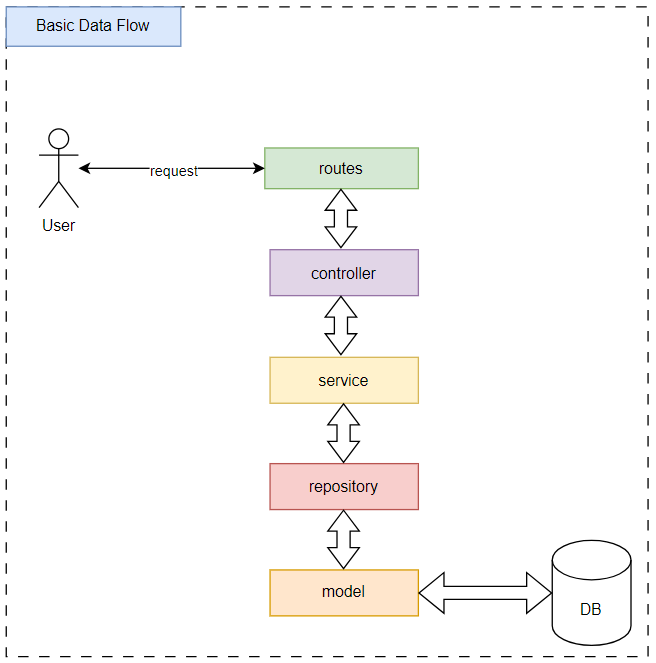 Basic Data Flow
request
routes
User
controller
service
repository
model
DB